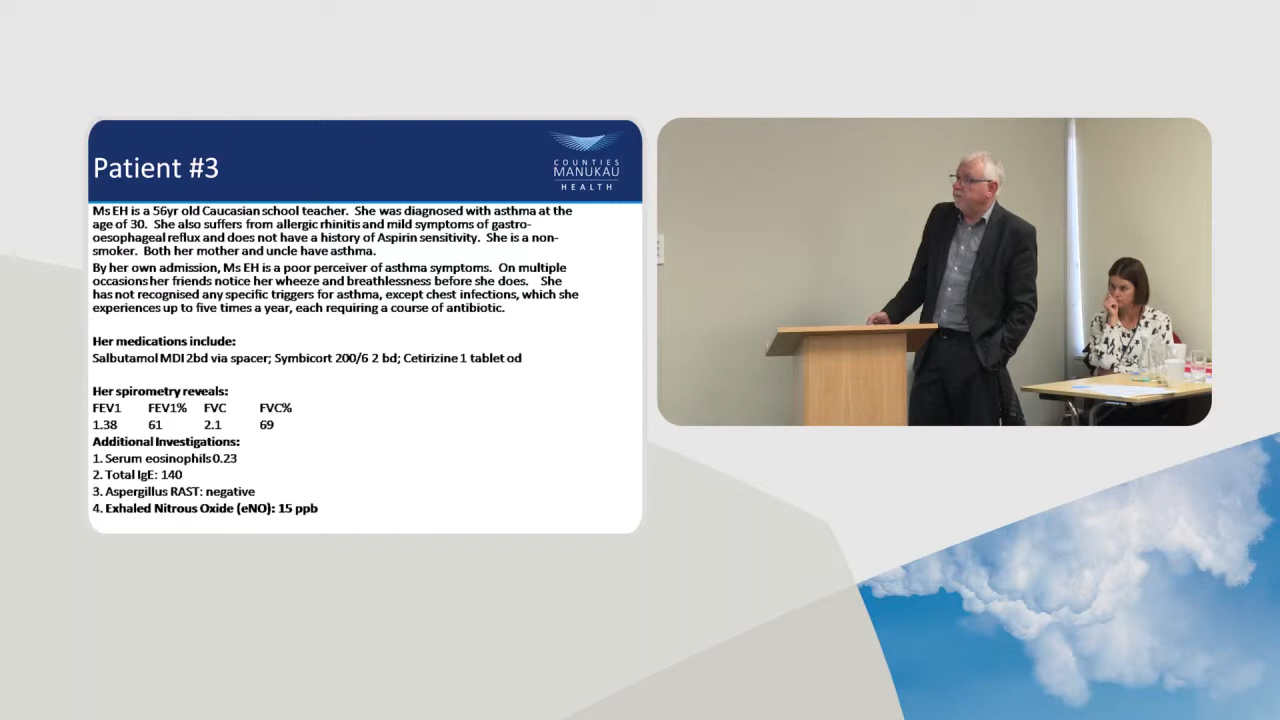 Patient #3
COUNTIES
MANUKAU
HEALTH
Ms EH is a 56yr old Caucasian school teacher. She was diagnosed with asthma at the
age of 30. She also suffers from allergic rhinitis and mild symptoms of gastro-
oesophageal reflux and does not have a history of Aspirin sensitivity. She is a non-
smoker. Both her mother and uncle have asthma.
By her own admission, Ms EH is a poor perceiver of asthma symptoms. On multiple
occasions her friends notice her wheeze and breathlessness before she does. She
has not recognised any specific triggers for asthma, except chest infections, which she
experiences up to five times a year, each requiring a course of antibiotic.
Her medications include:
Salbutamol MDI 2bd via spacer; Symbicort 200/6 2 bd; Cetirizine 1 tablet od
Her spirometry reveals:
FEV1 FEV1% FVC FVC%
1.38 61 2.1 69
Additional Investigations:
1. Serum eosinophils 0.23
2. Total IgE: 140
3. Aspergillus RAST: negative
4. Exhaled Nitrous Oxide (eNO): 15 ppb